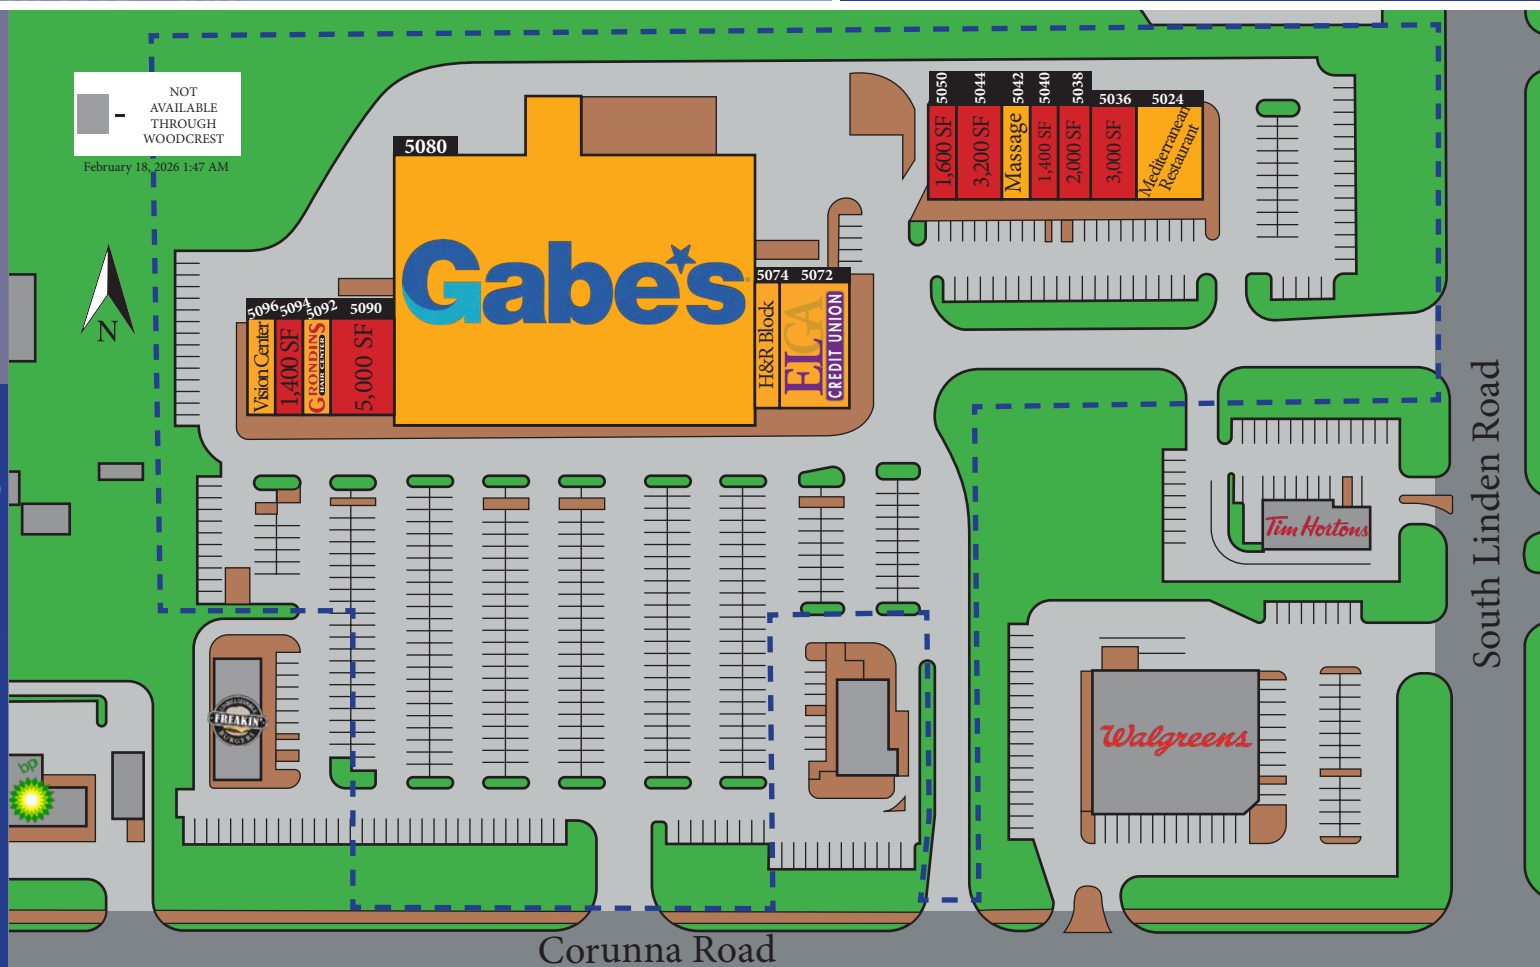 NOT
AVAILABLE
THROUGH
WOODCREST
February 18, 2026 1:47 AM
N
5050
5044
5042
5040
5038
5036
5024
1,600 SF
3,200 SF
Massage
1,400 SF
2,000 SF
3,000 SF
Mediterranean
Restaurant
5080
Gabe's
5096
5094
5092
5090
Vision Center
1,400 SF
GRONDINS
HAIR CENTER
5,000 SF
5074
5072
H&R Block
ELGA
CREDIT UNION
Tim Hortons
South Linden Road
FREAKIN'
BURGERS
Walgreens
bp
Corunna Road